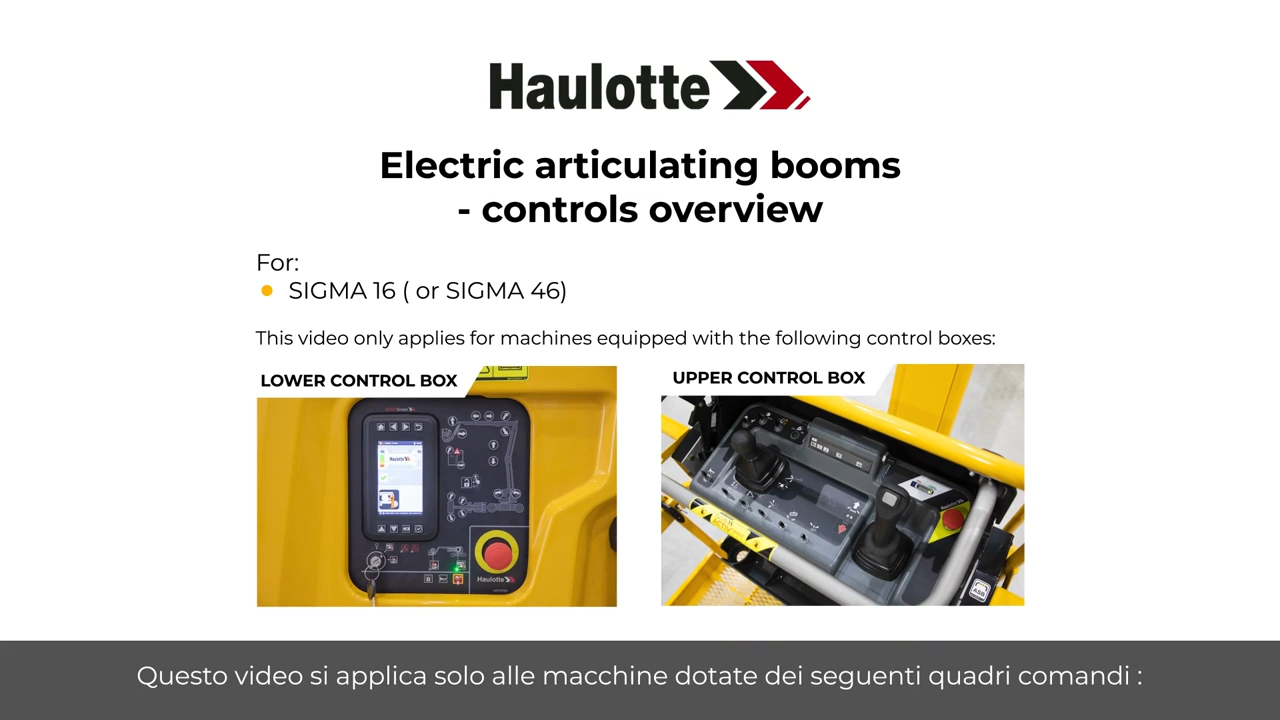 Haulotte
Electric articulating booms
- controls overview
For:
SIGMA 16 ( or SIGMA 46)
This video only applies for machines equipped with the following control boxes:
LOWER CONTROL BOX
UPPER CONTROL BOX
Haulotte
Haulotte
Questo video si applica solo alle macchine dotate dei seguenti quadri comandi :